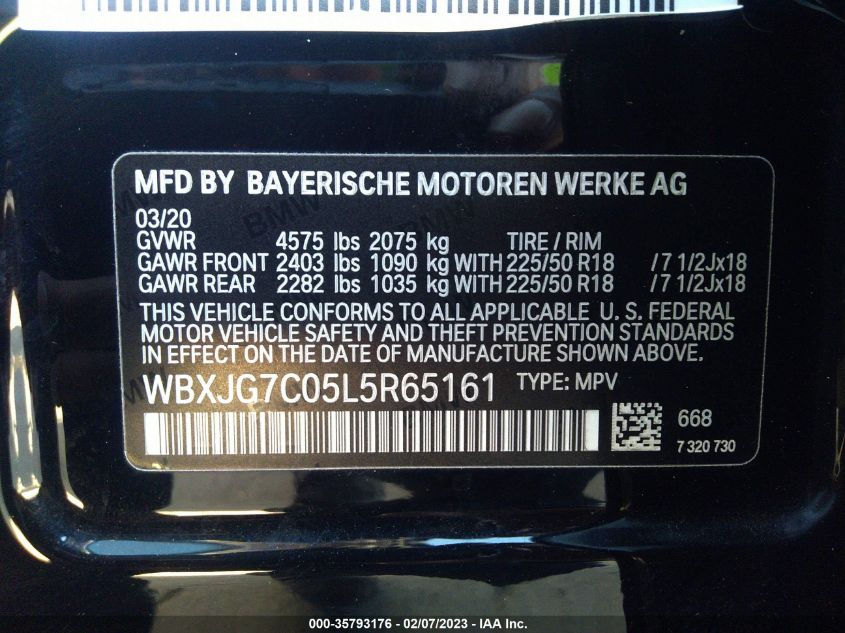 MFD BY BAYERISCHE MOTOREN WERKE AG
03/20
GVWR 4575 lbs 2075 kg TIRE / RIM
GAWR FRONT 2403 lbs 1090 kg WITH 225/50 R18 /7 1/2Jx18
GAWR REAR 2282 lbs 1035 kg WITH 225/50 R18 /7 1/2Jx18
THIS VEHICLE CONFORMS TO ALL APPLICABLE U. S. FEDERAL
MOTOR VEHICLE SAFETY AND THEFT PREVENTION STANDARDS
IN EFFECT ON THE DATE OF MANUFACTURE SHOWN ABOVE.
WBXJG7C05L5R65161 TYPE: MPV
668
7 320 730
000-35793176 - 02/07/2023 - IAA Inc.